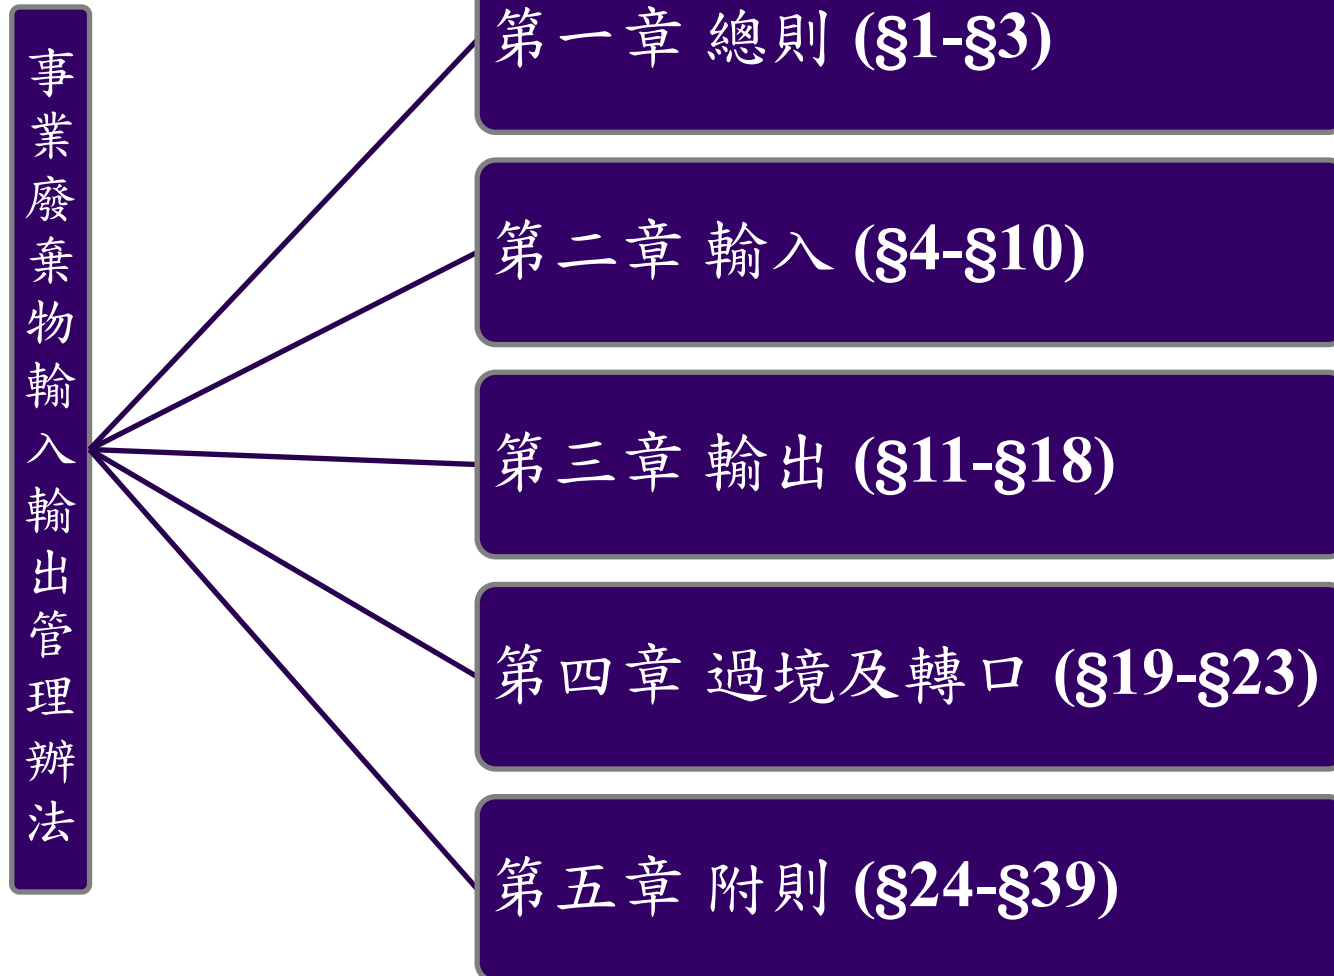 事業廢棄物輸入輸出管理辦法
第一章 總則 (§1-§3)
第二章 輸入 (§4-§10)
第三章 輸出 (§11-§18)
第四章 過境及轉口 (§19-§23)
第五章 附則 (§24-§39)